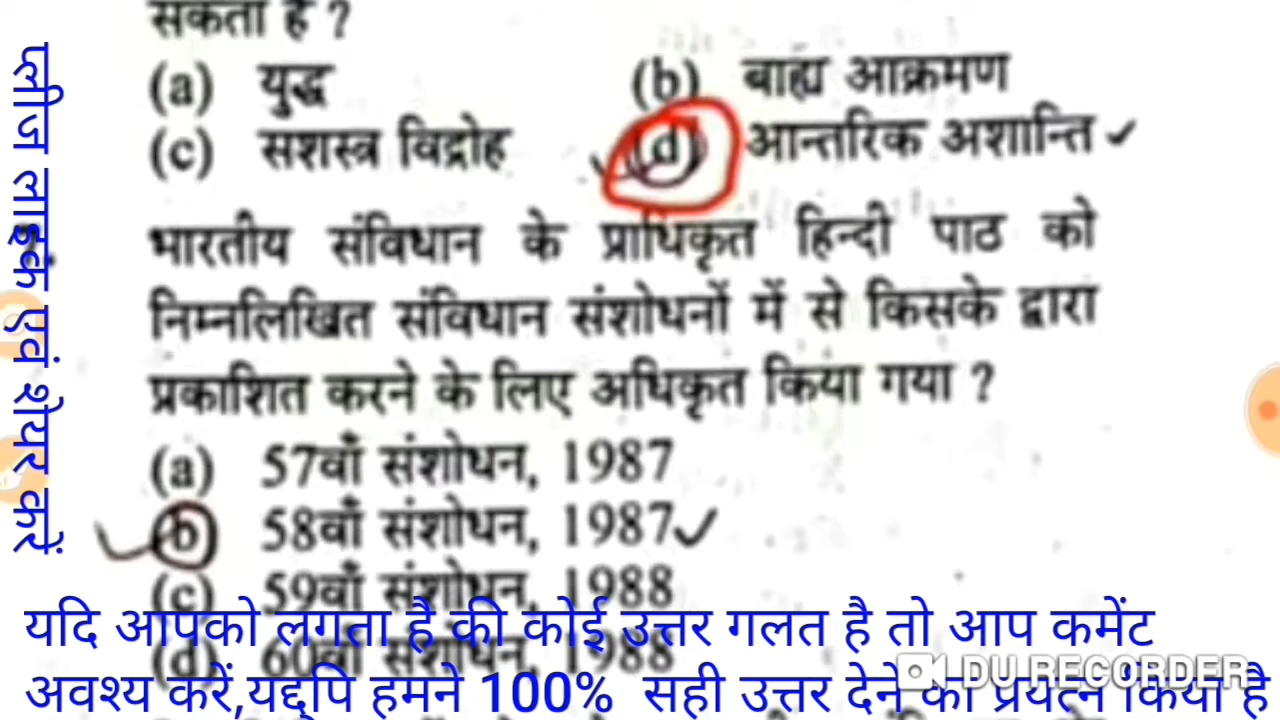 सकता है ?
(a) युद्ध (b) बाह्य आक्रमण
(c) सशस्त्र विद्रोह (d) आन्तरिक अशान्ति
भारतीय संविधान के प्राधिकृत हिन्दी पाठ को
निम्नलिखित संविधान संशोधनों में से किसके द्वारा
प्रकाशित करने के लिए अधिकृत किया गया ?
(a) 57वाँ संशोधन, 1987
(b) 58वाँ संशोधन, 1987
(c) 59वाँ संशोधन, 1988
(d) 60वाँ संशोधन, 1988
यदि आपको लगता है की कोई उत्तर गलत है तो आप कमेंट
अवश्य करें,यद्दपि हमने 100% सही उत्तर देने का प्रयत्न किया है
प्लीज लाइक एवं शेयर करें
DU RECORDER